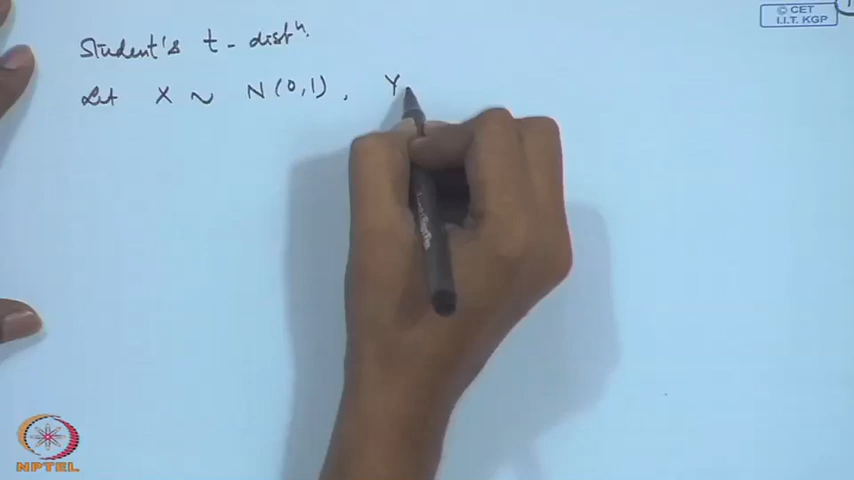 © CET
I.I.T. KGP
Student's t - distⁿ.
Let X ~ N(0,1), Y
NPTEL